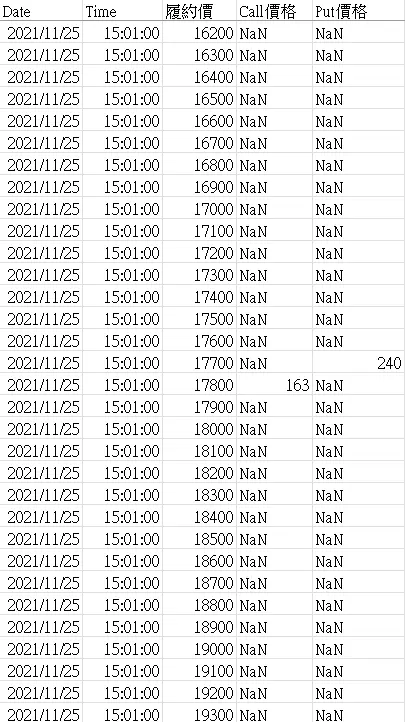 Date Time 履約價 Call價格 Put價格
2021/11/25 15:01:00 16200 NaN NaN
2021/11/25 15:01:00 16300 NaN NaN
2021/11/25 15:01:00 16400 NaN NaN
2021/11/25 15:01:00 16500 NaN NaN
2021/11/25 15:01:00 16600 NaN NaN
2021/11/25 15:01:00 16700 NaN NaN
2021/11/25 15:01:00 16800 NaN NaN
2021/11/25 15:01:00 16900 NaN NaN
2021/11/25 15:01:00 17000 NaN NaN
2021/11/25 15:01:00 17100 NaN NaN
2021/11/25 15:01:00 17200 NaN NaN
2021/11/25 15:01:00 17300 NaN NaN
2021/11/25 15:01:00 17400 NaN NaN
2021/11/25 15:01:00 17500 NaN NaN
2021/11/25 15:01:00 17600 NaN NaN
2021/11/25 15:01:00 17700 NaN 240
2021/11/25 15:01:00 17800 163 NaN
2021/11/25 15:01:00 17900 NaN NaN
2021/11/25 15:01:00 18000 NaN NaN
2021/11/25 15:01:00 18100 NaN NaN
2021/11/25 15:01:00 18200 NaN NaN
2021/11/25 15:01:00 18300 NaN NaN
2021/11/25 15:01:00 18400 NaN NaN
2021/11/25 15:01:00 18500 NaN NaN
2021/11/25 15:01:00 18600 NaN NaN
2021/11/25 15:01:00 18700 NaN NaN
2021/11/25 15:01:00 18800 NaN NaN
2021/11/25 15:01:00 18900 NaN NaN
2021/11/25 15:01:00 19000 NaN NaN
2021/11/25 15:01:00 19100 NaN NaN
2021/11/25 15:01:00 19200 NaN NaN
2021/11/25 15:01:00 19300 NaN NaN